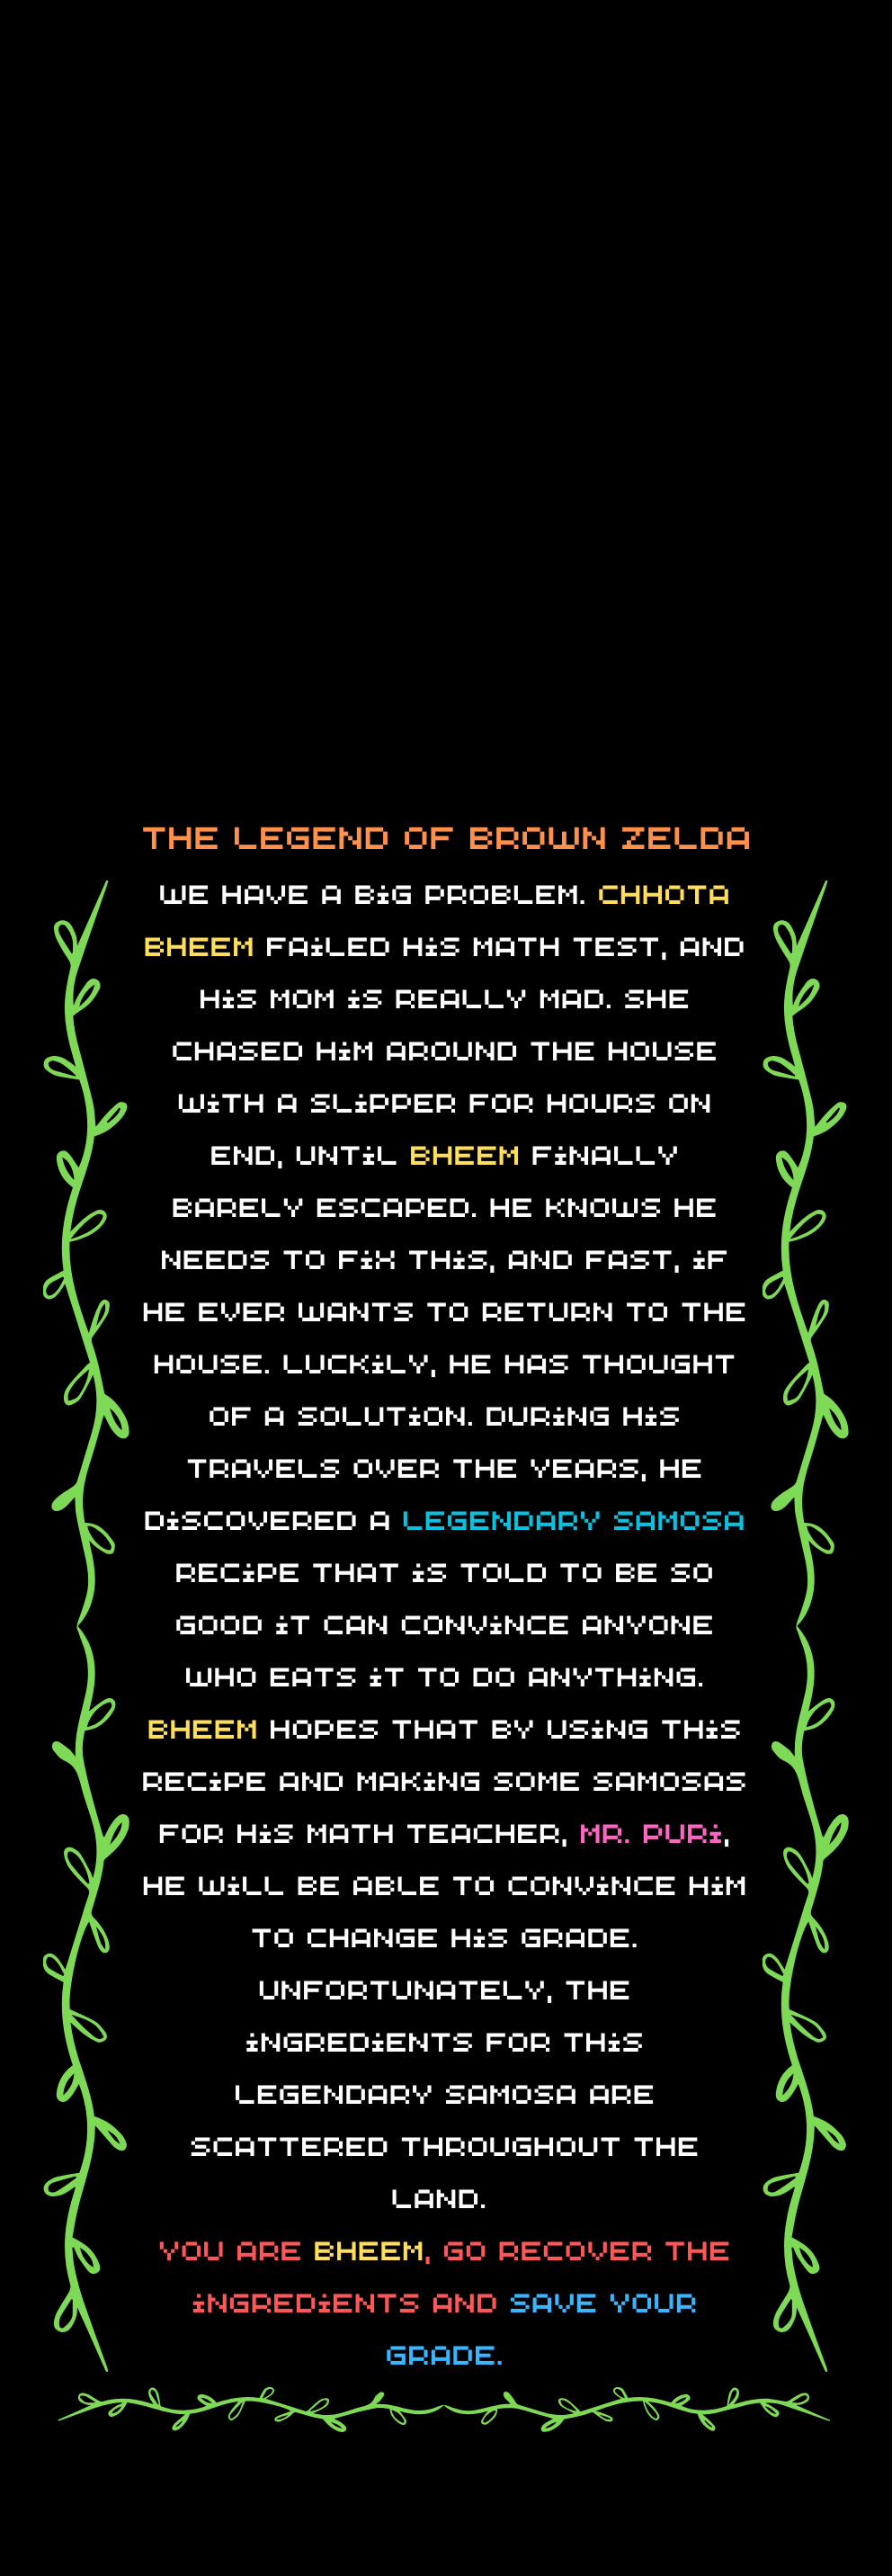 THE LEGEND OF BROWN ZELDA
WE HAVE A BiG PROBLEM. CHHOTA
BHEEM FAiLED HiS MATH TEST, AND
HiS MOM iS REALLY MAD. SHE
CHASED HiM AROUND THE HOUSE
WiTH A SLiPPER FOR HOURS ON
END, UNTiL BHEEM FiNALLY
BARELY ESCAPED. HE KNOWS HE
NEEDS TO FiX THiS, AND FAST, iF
HE EVER WANTS TO RETURN TO THE
HOUSE. LUCKiLY, HE HAS THOUGHT
OF A SOLUTiON. DURiNG HiS
TRAVELS OVER THE YEARS, HE
DiSCOVERED A LEGENDARY SAMOSA
RECiPE THAT iS TOLD TO BE SO
GOOD iT CAN CONViNCE ANYONE
WHO EATS iT TO DO ANYTHiNG.
BHEEM HOPES THAT BY USiNG THiS
RECiPE AND MAKiNG SOME SAMOSAS
FOR HiS MATH TEACHER, MR. PURi,
HE WiLL BE ABLE TO CONViNCE HiM
TO CHANGE HiS GRADE.
UNFORTUNATELY, THE
iNGREDiENTS FOR THiS
LEGENDARY SAMOSA ARE
SCATTERED THROUGHOUT THE
LAND.
YOU ARE BHEEM, GO RECOVER THE
iNGREDiENTS AND SAVE YOUR
GRADE.